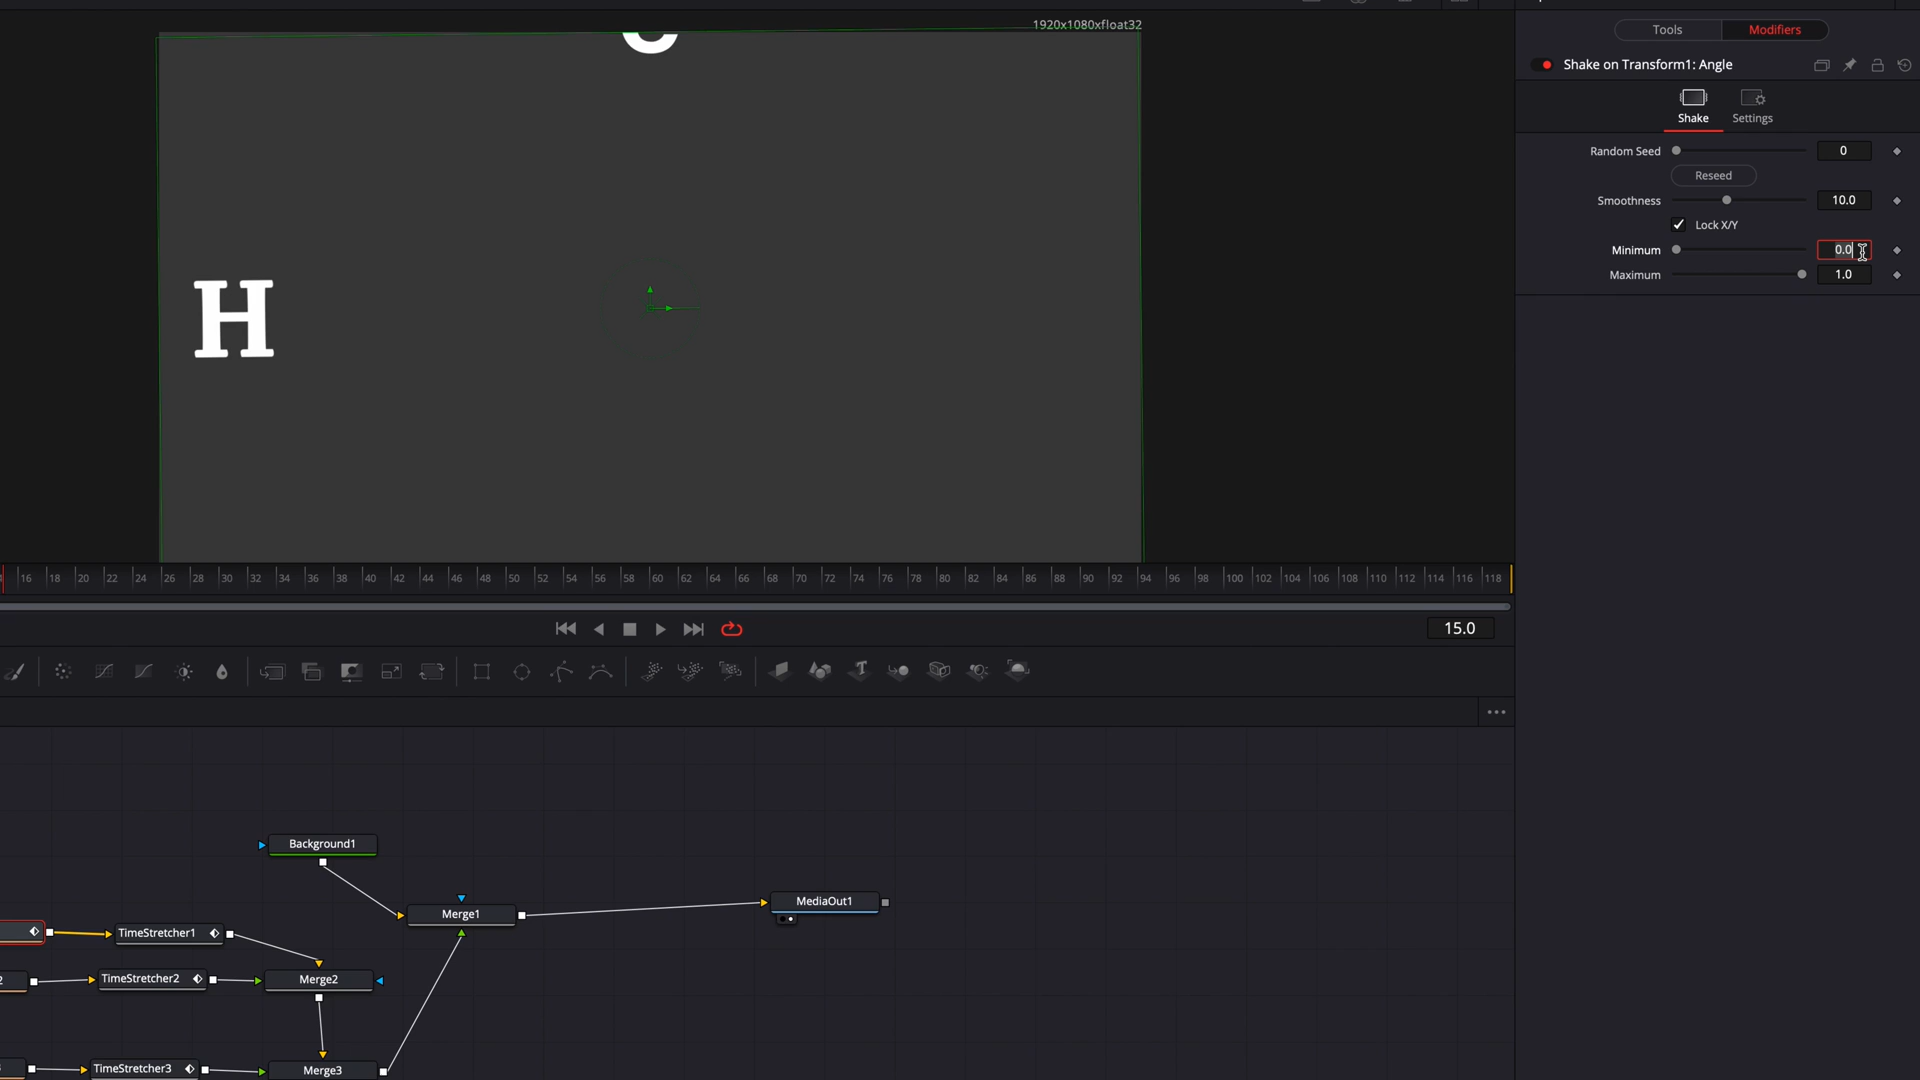 1920x1080xfloat32
Tools
Modifiers
Shake on Transform1: Angle
Shake
Settings
Random Seed
0
Reseed
Smoothness
10.0
Lock X/Y
Minimum
0.0
Maximum
1.0
H
16 18 20 22 24 26 28 30 32 34 36 38 40 42 44 46 48 50 52 54 56 58 60 62 64 66 68 70 72 74 76 78 80 82 84 86 88 90 92 94 96 98 100 102 104 106 108 110 112 114 116 118
15.0
Background1
MediaOut1
Merge1
TimeStretcher1
2
TimeStretcher2
Merge2
TimeStretcher3
Merge3